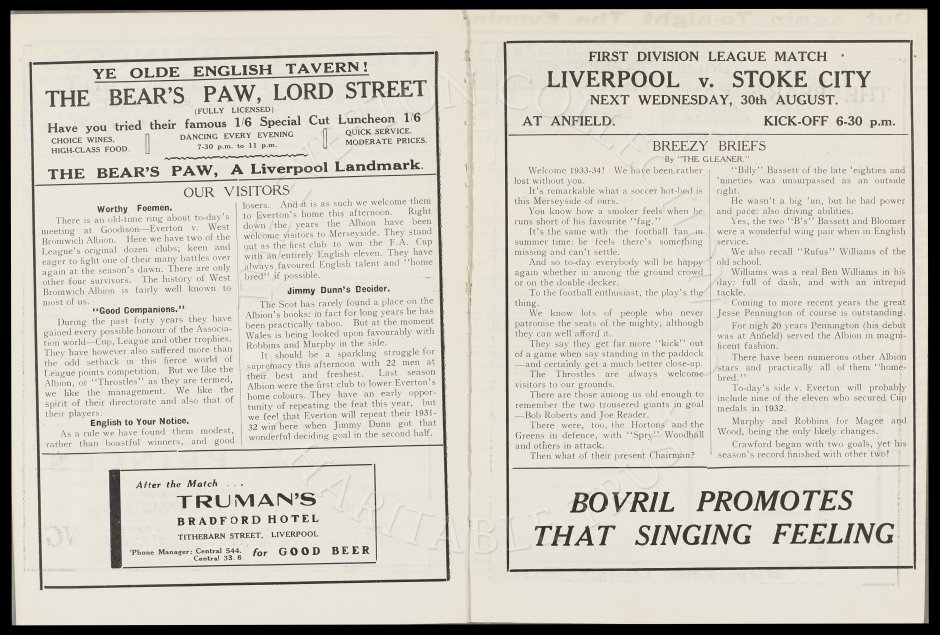 YE OLDE ENGLISH TAVERN!
THE BEAR'S PAW, LORD STREET
(FULLY LICENSED)
Have you tried their famous 1/6 Special Cut Luncheon 1/6
CHOICE WINES.
HIGH-CLASS FOOD.
DANCING EVERY EVENING
7-30 p.m. to 11 p.m.
QUICK SERVICE.
MODERATE PRICES.
THE BEAR'S PAW, A Liverpool Landmark.
OUR VISITORS
Worthy Foemen.
There is an old-time ring about to-day's
meeting at Goodison—Everton v. West
Bromwich Albion. Here we have two of the
League's original dozen clubs; keen and
eager to fight one of their many battles over
again at the season's dawn. There are only
other four survivors. The history of West
Bromwich Albion is fairly well known to
most of us.
"Good Companions."
During the past forty years they have
gained every possible honour of the Associa-
tion world—Cup, League and other trophies.
They have however also suffered more than
the odd setback in this fierce world of
League points competition. But we like the
Albion, or "Throstles" as they are termed,
we like the management. We like the
spirit of their directorate and also that of
their players.
English to Your Notice.
As a rule we have found them modest,
rather than boastful winners, and good
losers. And it is as such we welcome them
to Everton's home this afternoon. Right
down the years the Albion have been
welcome visitors to Merseyside. They stand
out as the first club to win the F.A. Cup
with an entirely English eleven. They have
always favoured English talent and "home
bred" if possible.
Jimmy Dunn's Decider.
The Scot has rarely found a place on the
Albion's books: in fact for long years he has
been practically taboo. But at the moment
Wales is being looked upon favourably with
Robbins and Murphy in the side.
It should be a sparkling struggle for
supremacy this afternoon with 22 men at
their best and freshest. Last season
Albion were the first club to lower Everton's
home colours. They have an early oppor-
tunity of repeating the feat this year, but
we feel that Everton will repeat their 1931-
32 win here when Jimmy Dunn got that
wonderful deciding goal in the second half.
After the Match ...
TRUMAN'S
BRADFORD HOTEL
TITHEBARN STREET, LIVERPOOL
'Phone Manager: Central 544.
Central 33.6
for GOOD BEER
FIRST DIVISION LEAGUE MATCH
LIVERPOOL v. STOKE CITY
NEXT WEDNESDAY, 30th AUGUST.
AT ANFIELD. KICK-OFF 6-30 p.m.
BREEZY BRIEFS
By "THE GLEANER."
Welcome 1933-34! We have been rather
lost without you.
It's remarkable what a soccer hot-bed is
this Merseyside of ours.
You know how a smoker feels when he
runs short of his favourite "fag."
It's the same with the football fan in
summer time: he feels there's something
missing and can't settle.
And so to-day everybody will be happy
again whether in among the ground crowd
or on the double decker.
To the football enthusiast, the play's the
thing.
We know lots of people who never
patronise the seats of the mighty, although
they can well afford it.
They say they get far more "kick" out
of a game when say standing in the paddock
—and certainly get a much better close-up.
The Throstles are always welcome
visitors to our grounds.
There are those among us old enough to
remember the two trousered giants in goal
—Bob Roberts and Joe Reader.
There were, too, the Hortons and the
Greens in defence, with "Spry" Woodhall
and others in attack.
Then what of their present Chairman?
"Billy" Bassett of the late 'eighties and
'nineties was unsurpassed as an outside
right.
He wasn't a big 'un, but he had power
and pace: also driving abilities.
Yes, the two "B's" Bassett and Bloomer
were a wonderful wing pair when in English
service.
We also recall "Rufus" Williams of the
old school.
Williams was a real Ben Williams in his
day: full of dash, and with an intrepid
tackle.
Coming to more recent years the great
Jesse Pennington of course is outstanding.
For nigh 20 years Pennington (his debut
was at Anfield) served the Albion in magni-
ficent fashion.
There have been numerous other Albion
stars and practically all of them "home-
bred."
To-day's side v. Everton will probably
include nine of the eleven who secured Cup
medals in 1932.
Murphy and Robbins for Magee and
Wood, being the only likely changes.
Crawford began with two goals, yet his
season's record finished with other two!
BOVRIL PROMOTES
THAT SINGING FEELING